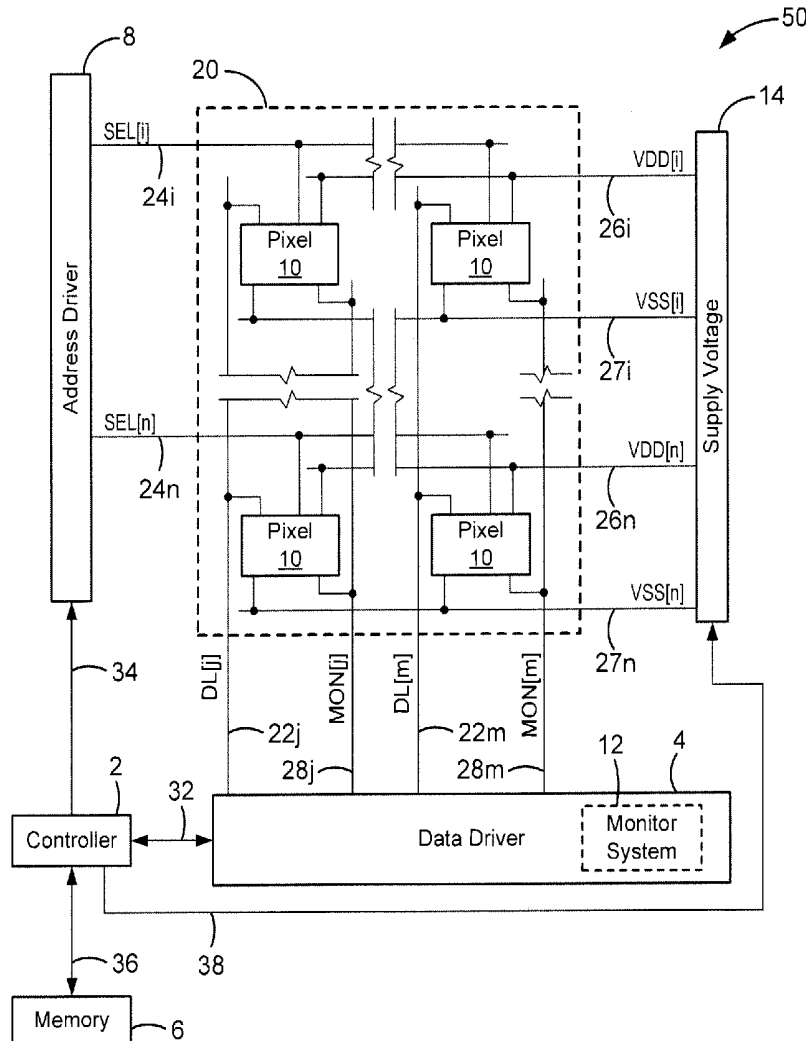 50
8
20
14
SEL[i]
VDD[i]
24i
26i
Pixel
10
Pixel
10
Address Driver
Supply Voltage
VSS[i]
27i
SEL[n]
VDD[n]
24n
26n
Pixel
10
Pixel
10
VSS[n]
27n
34
DL[j]
MON[j]
DL[m]
MON[m]
22j
28j
22m
28m
12
4
2
32
Controller
Data Driver
Monitor
System
38
36
Memory
6